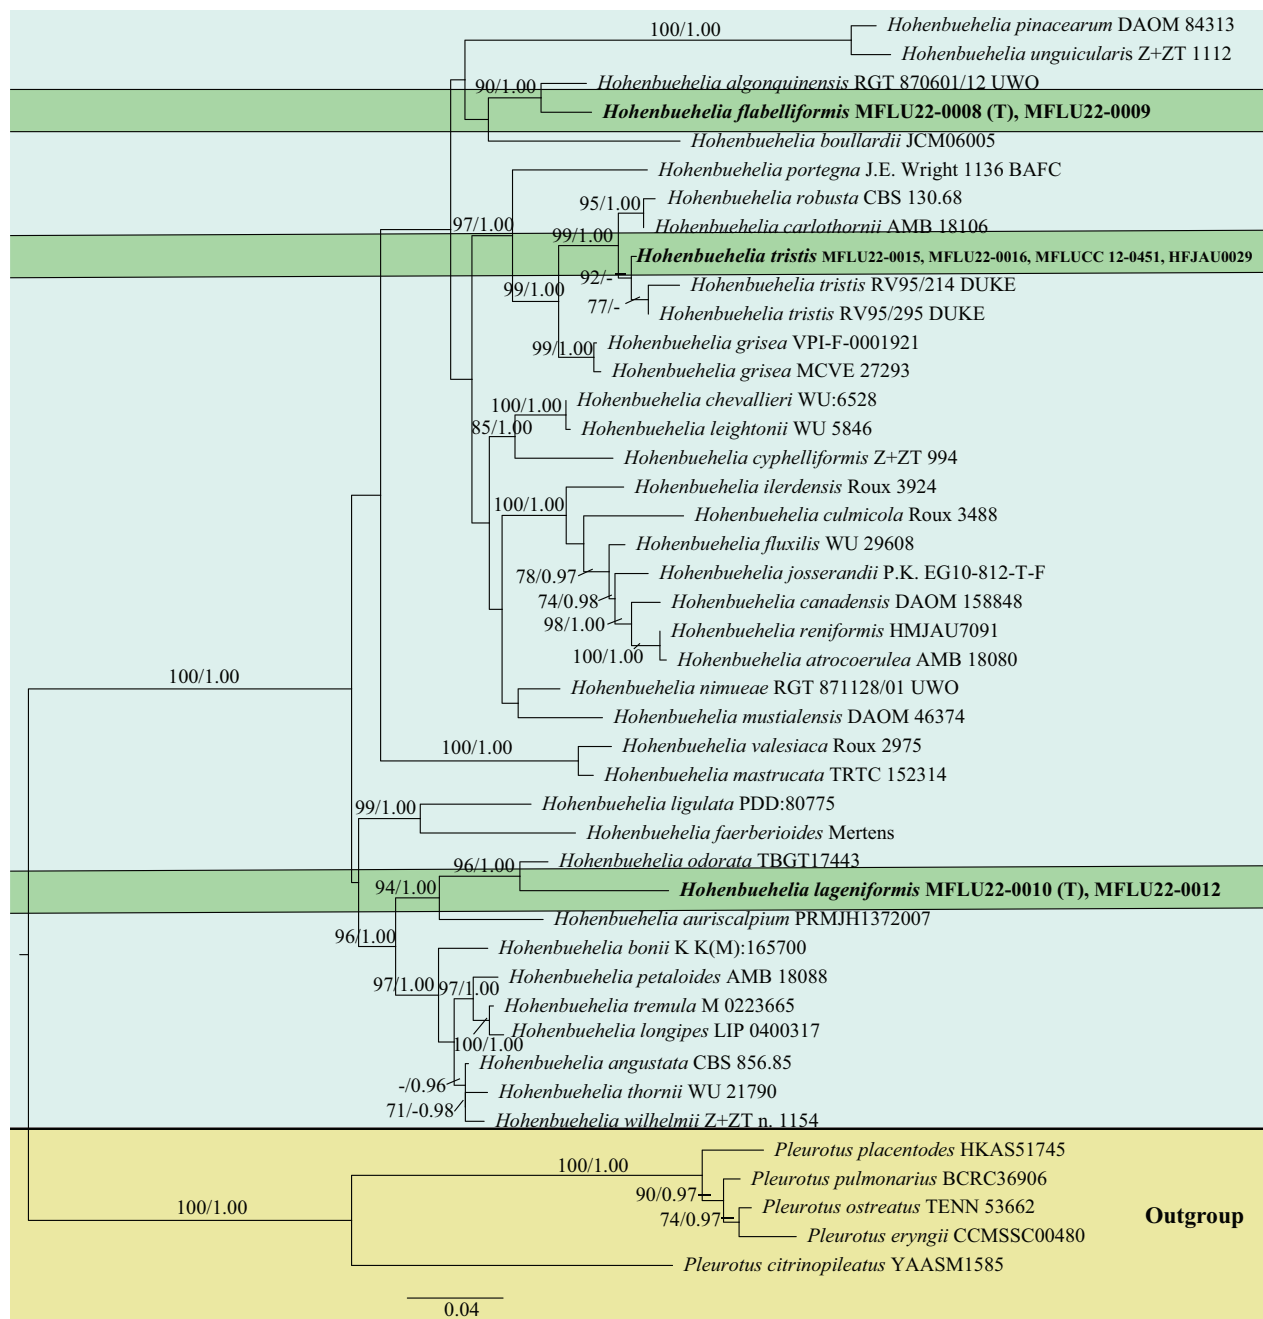 100/1.00
Hohenbuehelia pinacearum DAOM 84313
Hohenbuehelia unguicularis Z+ZT 1112
Hohenbuehelia algonquinensis RGT 870601/12 UWO
90/1.00
Hohenbuehelia flabelliformis MFLU22-0008 (T), MFLU22-0009
Hohenbuehelia boullardii JCM06005
Hohenbuehelia portegna J.E. Wright 1136 BAFC
Hohenbuehelia robusta CBS 130.68
95/1.00
97/1.00
Hohenbuehelia carlothornii AMB 18106
99/1.00
Hohenbuehelia tristis MFLU22-0015, MFLU22-0016, MFLUCC 12-0451, HFJAU0029
92/-
Hohenbuehelia tristis RV95/214 DUKE
99/1.00
77/-
Hohenbuehelia tristis RV95/295 DUKE
Hohenbuehelia grisea VPI-F-0001921
99/1.00
Hohenbuehelia grisea MCVE 27293
Hohenbuehelia chevallieri WU:6528
100/1.00
85/1.00
Hohenbuehelia leightonii WU 5846
Hohenbuehelia cyphelliformis Z+ZT 994
Hohenbuehelia ilerdensis Roux 3924
100/1.00
Hohenbuehelia culmicola Roux 3488
Hohenbuehelia fluxilis WU 29608
78/0.97
Hohenbuehelia josserandii P.K. EG10-812-T-F
74/0.98
Hohenbuehelia canadensis DAOM 158848
98/1.00
Hohenbuehelia reniformis HMJAU7091
100/1.00
Hohenbuehelia atrocoerulea AMB 18080
100/1.00
Hohenbuehelia nimueae RGT 871128/01 UWO
Hohenbuehelia mustialensis DAOM 46374
100/1.00
Hohenbuehelia valesiaca Roux 2975
Hohenbuehelia mastrucata TRTC 152314
99/1.00
Hohenbuehelia ligulata PDD:80775
Hohenbuehelia faerberioides Mertens
96/1.00
Hohenbuehelia odorata TBGT17443
94/1.00
Hohenbuehelia lageniformis MFLU22-0010 (T), MFLU22-0012
Hohenbuehelia auriscalpium PRMJH1372007
96/1.00
Hohenbuehelia bonii K K(M):165700
97/1.00
97/1.00
Hohenbuehelia petaloides AMB 18088
Hohenbuehelia tremula M 0223665
Hohenbuehelia longipes LIP 0400317
100/1.00
Hohenbuehelia angustata CBS 856.85
-/0.96
Hohenbuehelia thornii WU 21790
71/-0.98
Hohenbuehelia wilhelmii Z+ZT n. 1154
Pleurotus placentodes HKAS51745
100/1.00
Pleurotus pulmonarius BCRC36906
90/0.97
100/1.00
Pleurotus ostreatus TENN 53662
74/0.97
Outgroup
Pleurotus eryngii CCMSSC00480
Pleurotus citrinopileatus YAASM1585
0.04